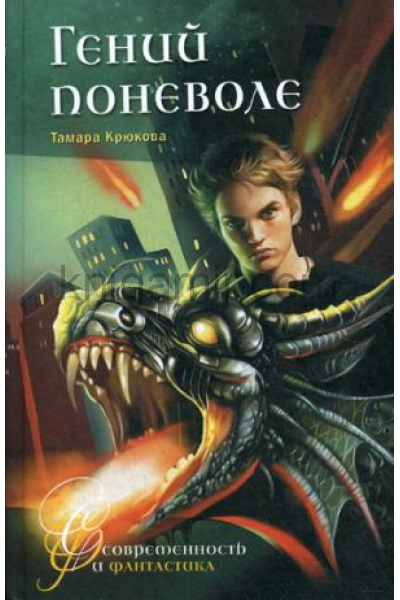 Гений
поневоле
Тамара Крюкова
Современность
и фантастика